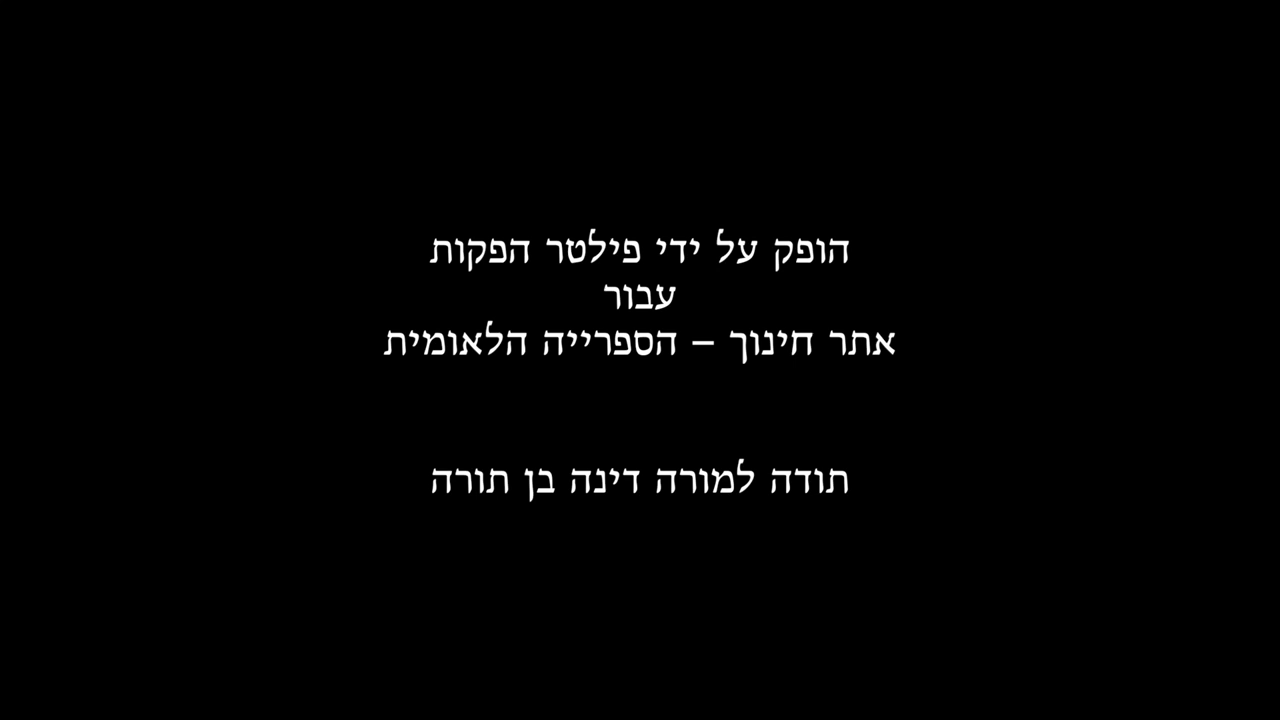 הופק על ידי פילטר הפקות
עבור
אתר חינוך – הספרייה הלאומית
תודה למורה דינה בן תורה